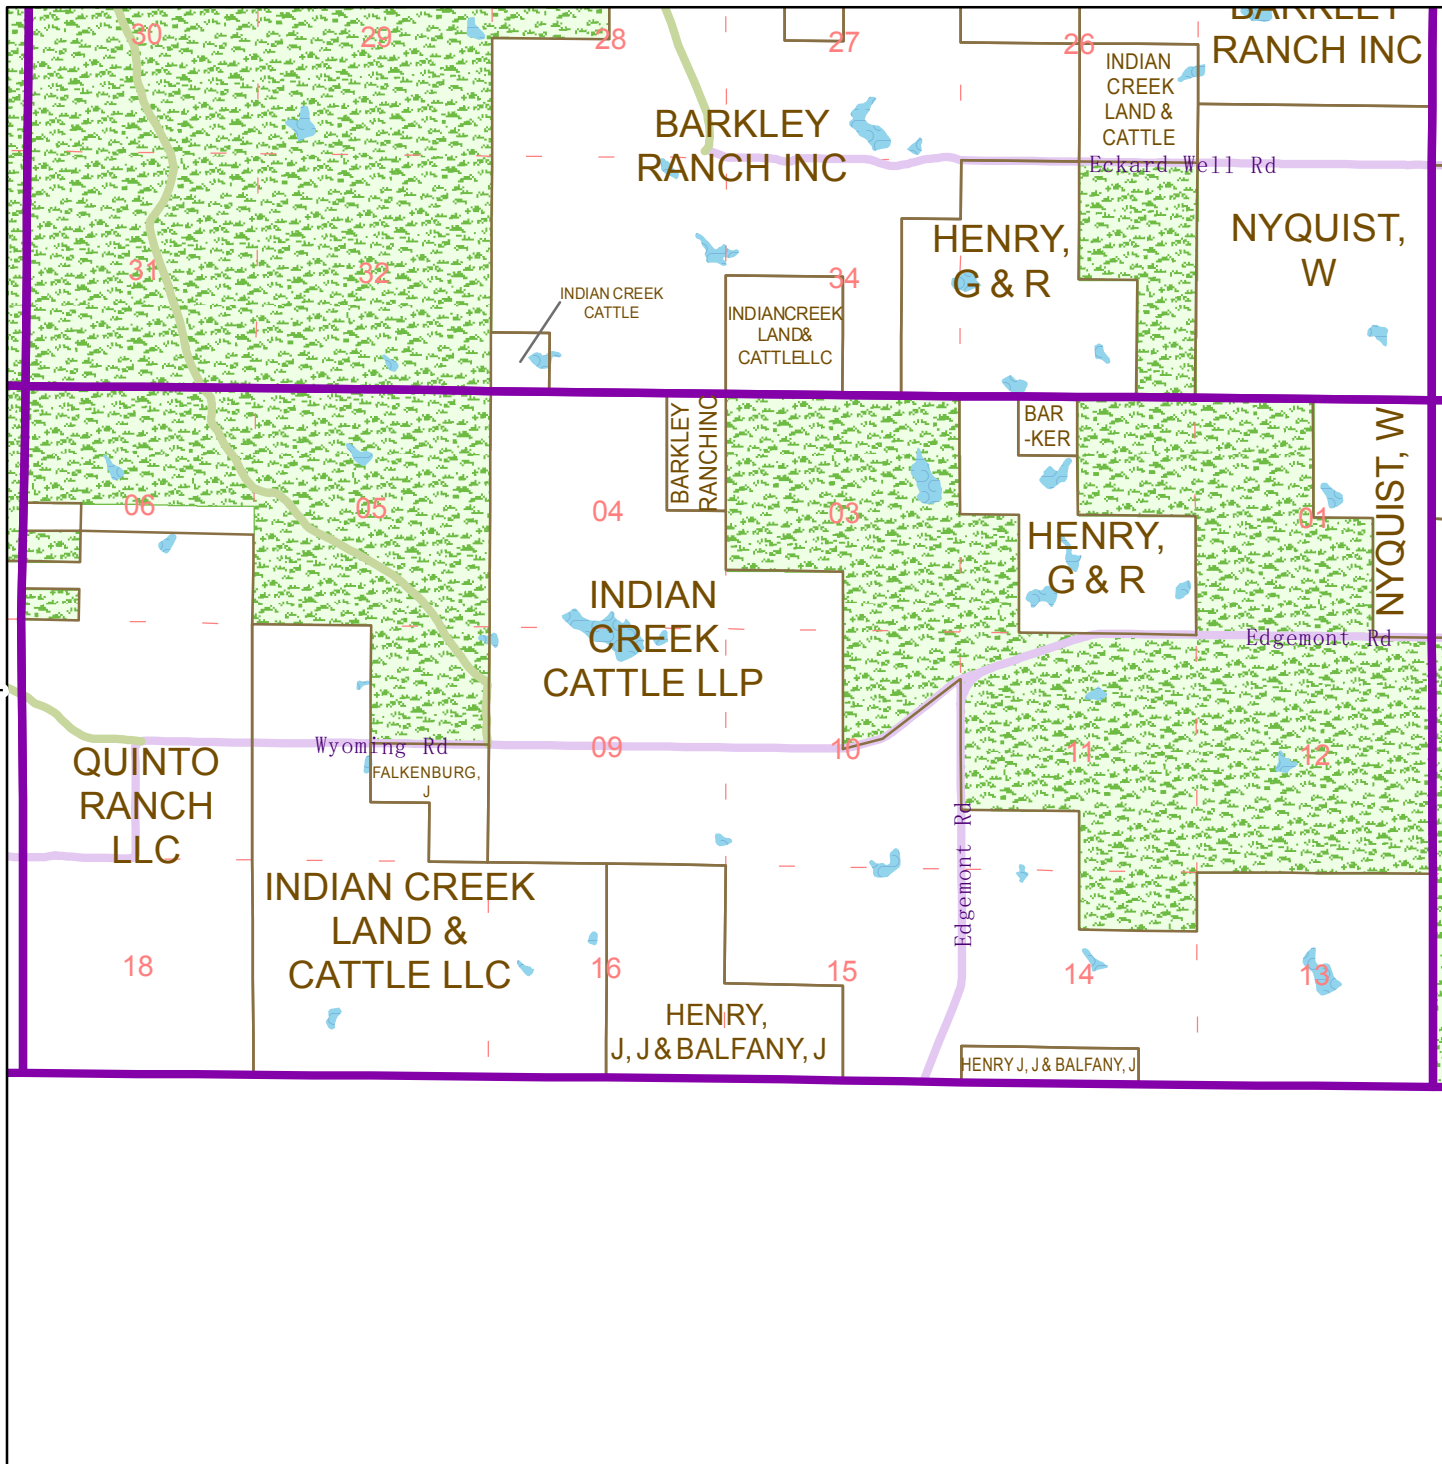 30
29
28
27
26
BARKLEY
RANCH INC
INDIAN
CREEK
LAND &
CATTLE
BARKLEY
RANCH INC
Eckard Well Rd
31
32
34
HENRY,
G & R
NYQUIST,
W
INDIAN CREEK
CATTLE
INDIANCREEK
LAND&
CATTLELLC
BARKLEY
RANCHINC
BAR
-KER
NYQUIST, W
06
05
04
03
01
HENRY,
G & R
INDIAN
CREEK
CATTLE LLP
Edgemont Rd
Wyoming Rd
09
10
11
12
QUINTO
RANCH
LLC
FALKENBURG,
J
Edgemont Rd
INDIAN CREEK
LAND &
CATTLE LLC
18
16
15
14
13
HENRY,
J, J & BALFANY, J
HENRY J, J & BALFANY, J